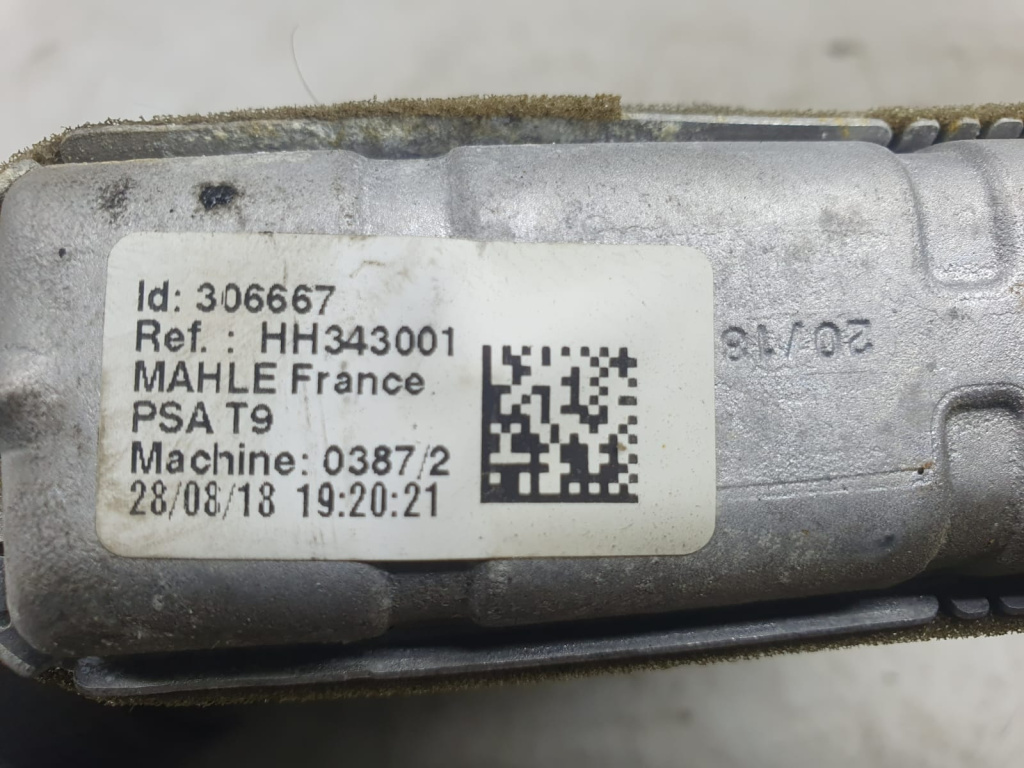 Id: 306667
Ref. : HH343001
MAHLE France
PSA T9
Machine: 0387/2
28/08/18 19:20:21
20/18